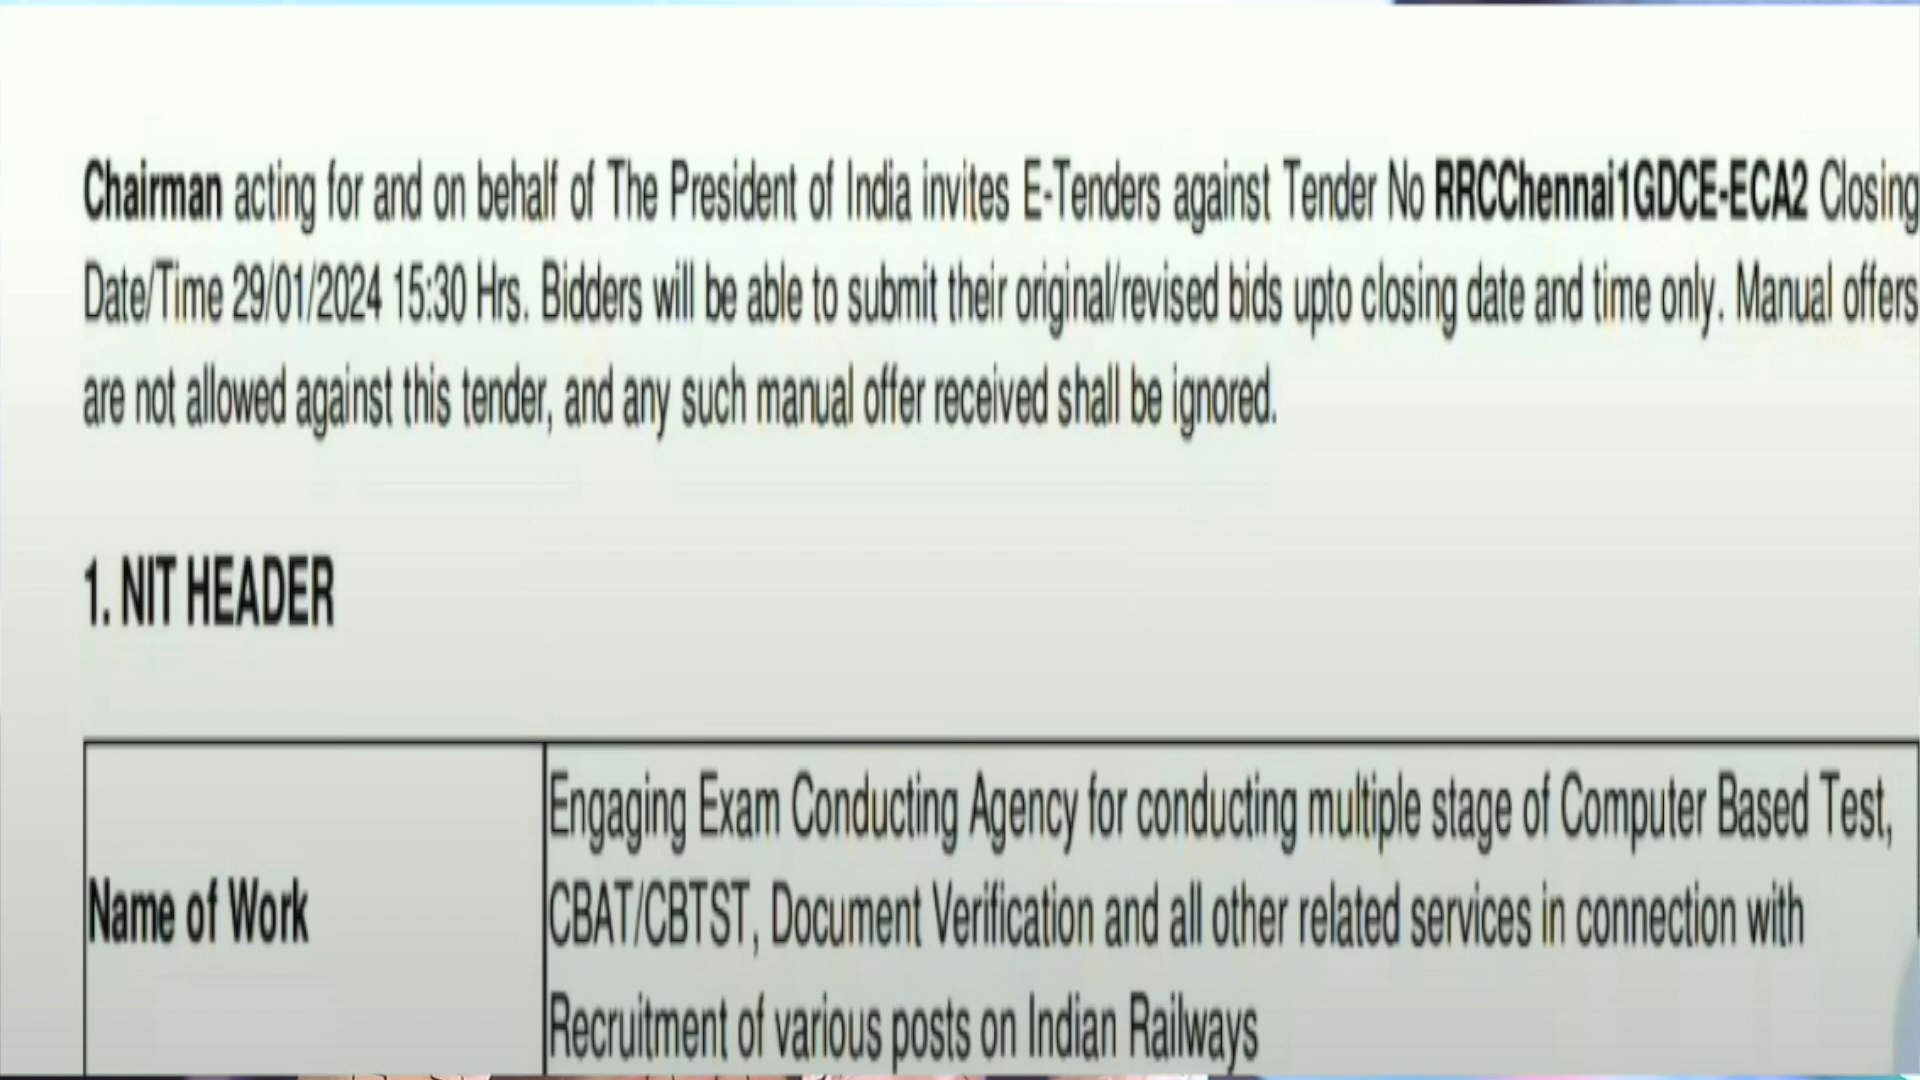 Chairman acting for and on behalf of The President of India invites E-Tenders against Tender No RRCChennai1GDCE-ECA2 Closing
Date/Time 29/01/2024 15:30 Hrs. Bidders will be able to submit their original/revised bids upto closing date and time only. Manual offers
are not allowed against this tender, and any such manual offer received shall be ignored.
1. NIT HEADER
Name of Work
Engaging Exam Conducting Agency for conducting multiple stage of Computer Based Test,
CBAT/CBTST, Document Verification and all other related services in connection with
Recruitment of various posts on Indian Railways